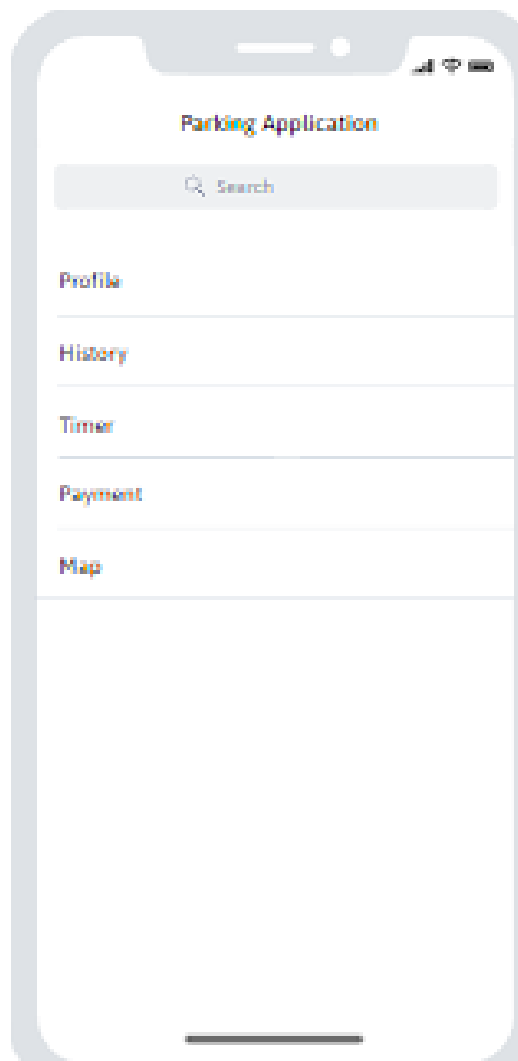 Parking Application
Search
Profile
History
Timer
Payment
Map